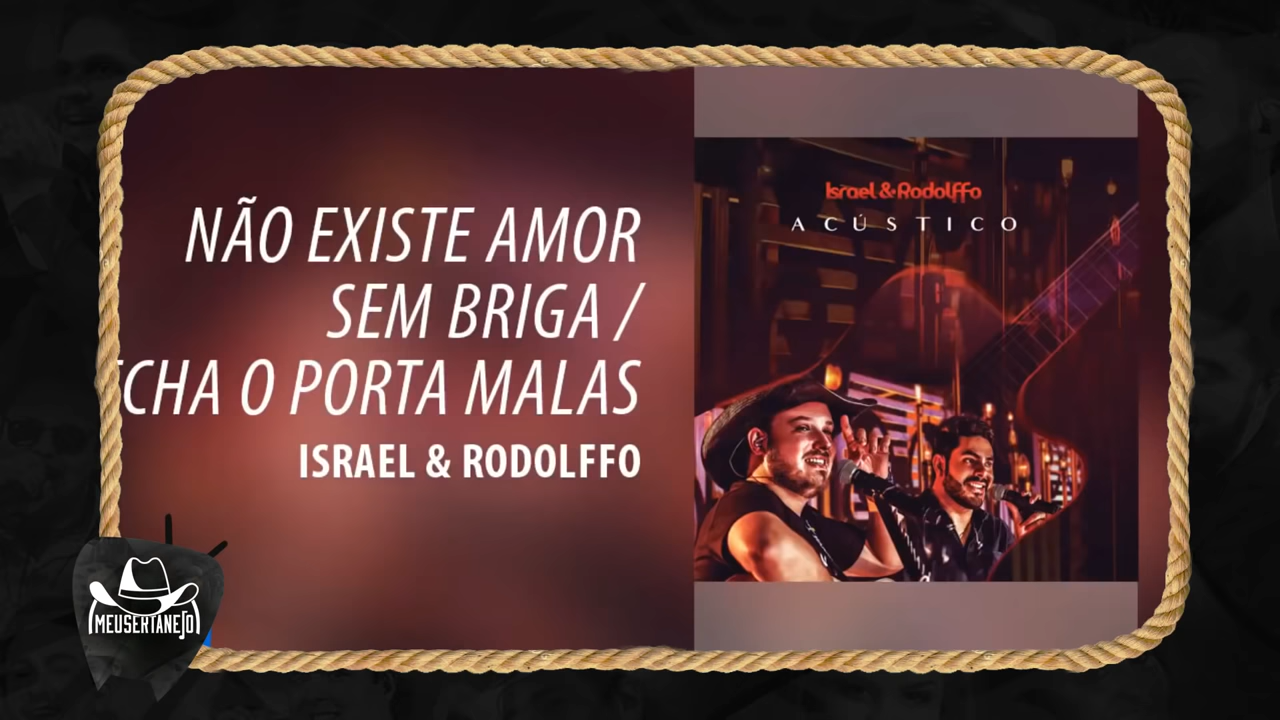 NÃO EXISTE AMOR
SEM BRIGA /
CHA O PORTA MALAS
ISRAEL & RODOLFFO
Israel & Rodolffo
ACÚSTICO
MEUSERTANEJO